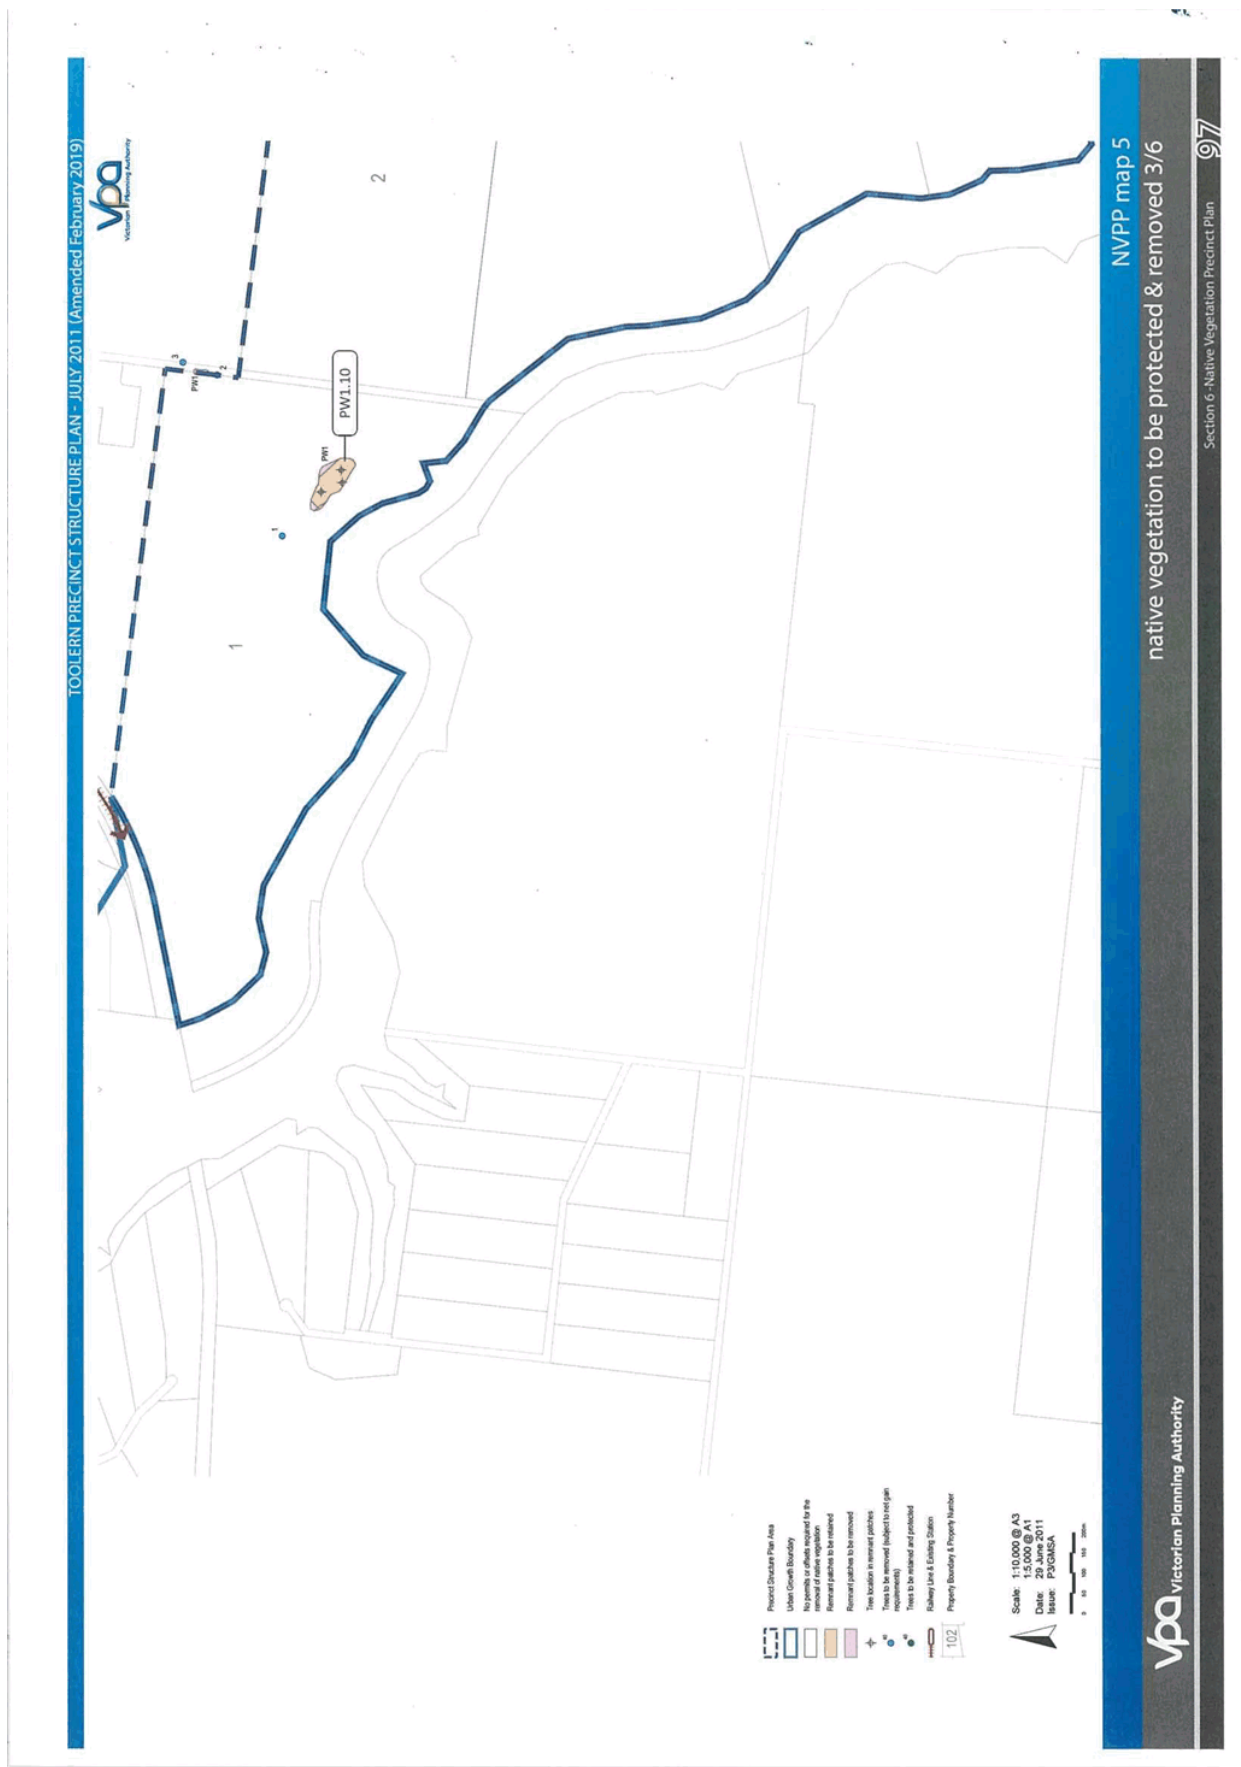 TOOLERN PRECINCT STRUCTURE PLAN - JULY 2011 (Amended February 2019)
vpa
Victorian Planning Authority
2
3
PW1
2
PW1.10
PW1
1
1
Precinct Structure Plan Area
Urban Growth Boundary
No permits or offsets required for the
removal of native vegetation
Remnant patches to be retained
Remnant patches to be removed
Tree location in remnant patches
Trees to be removed (subject to net gain
requirements)
Trees to be retained and protected
Railway Line & Existing Station
102
Property Boundary & Property Number
Scale: 1:10,000 @ A3
1:5,000 @ A1
Date: 29 June 2011
Issue: P3/GMSA
0 50 100 150 200m
NVPP map 5
native vegetation to be protected & removed 3/6
vpa Victorian Planning Authority
Section 6 - Native Vegetation Precinct Plan
97